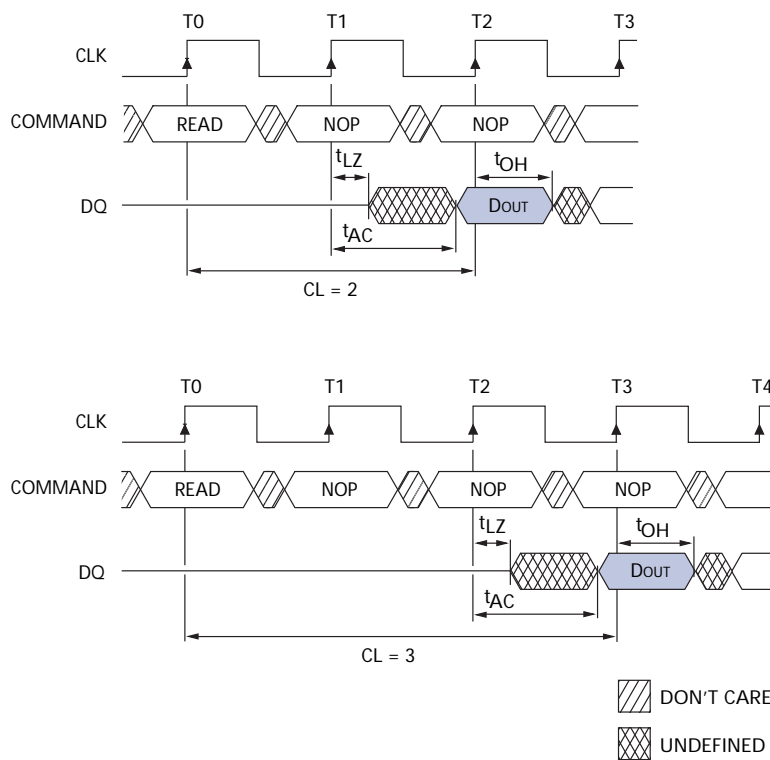 T0 T1 T2 T3
CLK
COMMAND READ NOP NOP
tLZ tOH
DQ DOUT
tAC
CL = 2
T0 T1 T2 T3 T4
CLK
COMMAND READ NOP NOP NOP
tLZ tOH
DQ DOUT
tAC
CL = 3
DON'T CARE
UNDEFINED